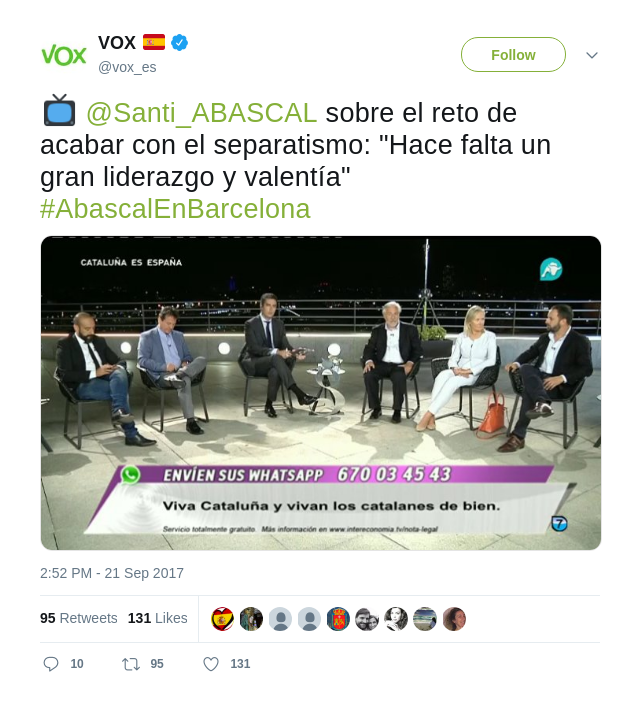 VOX
VOX
@vox_es
Follow
@Santi_ABASCAL sobre el reto de
acabar con el separatismo: "Hace falta un
gran liderazgo y valentía"
#AbascalEnBarcelona
CATALUÑA ES ESPAÑA
ENVÍEN SUS WHATSAPP 670 03 45 43
Viva Cataluña y vivan los catalanes de bien.
Servicio totalmente gratuito. Más información en www.intereconomia.tv/nota-legal
7
2:52 PM - 21 Sep 2017
95 Retweets 131 Likes
10 95 131